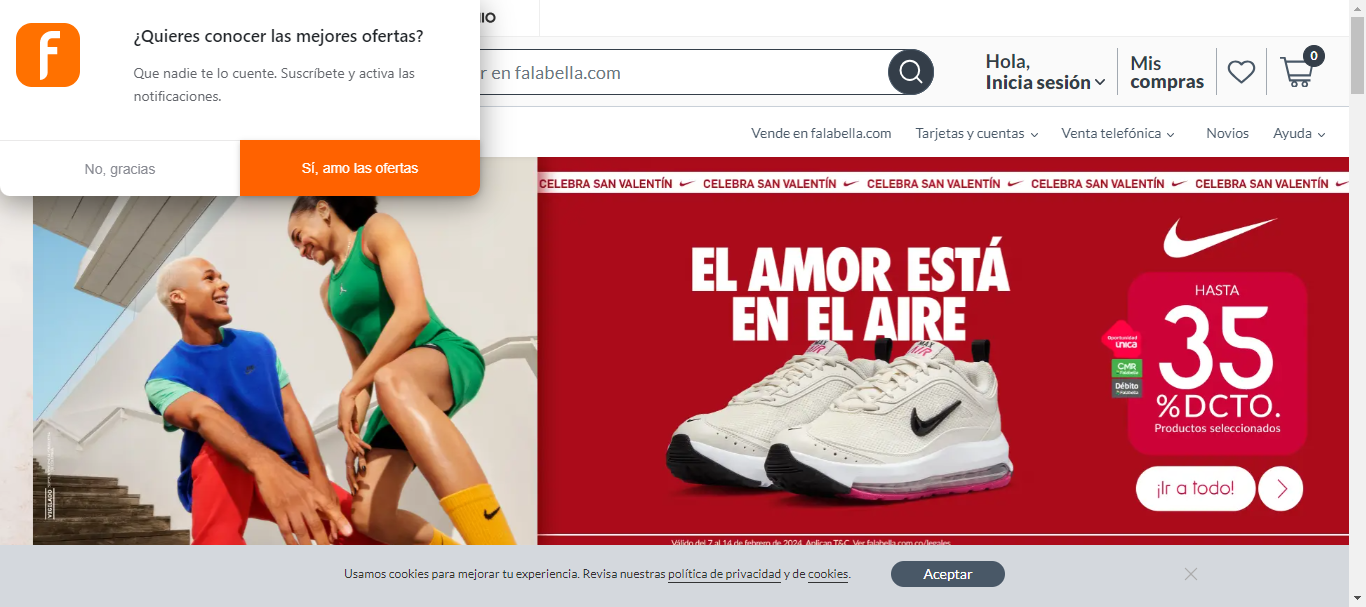 ¿Quieres conocer las mejores ofertas?
Que nadie te lo cuente. Suscríbete y activa las
notificaciones.
No, gracias
Sí, amo las ofertas
en falabella.com
Hola,
Inicia sesión
Mis
compras
0
Vende en falabella.com
Tarjetas y cuentas
Venta telefónica
Novios
Ayuda
CELEBRA SAN VALENTÍN CELEBRA SAN VALENTÍN CELEBRA SAN VALENTÍN CELEBRA SAN VALENTÍN CELEBRA SAN VALENTÍN
EL AMOR ESTÁ
EN EL AIRE
MAX
AIR
MAX
AIR
HASTA
35
%DCTO.
Productos seleccionados
Oportunidad
única
CMR
Débito
¡Ir a todo!
VIGILADO
Válido del 7 al 14 de febrero de 2024. Aplican T&C. Ver falabella.com.co/legales
Usamos cookies para mejorar tu experiencia. Revisa nuestras política de privacidad y de cookies.
Aceptar